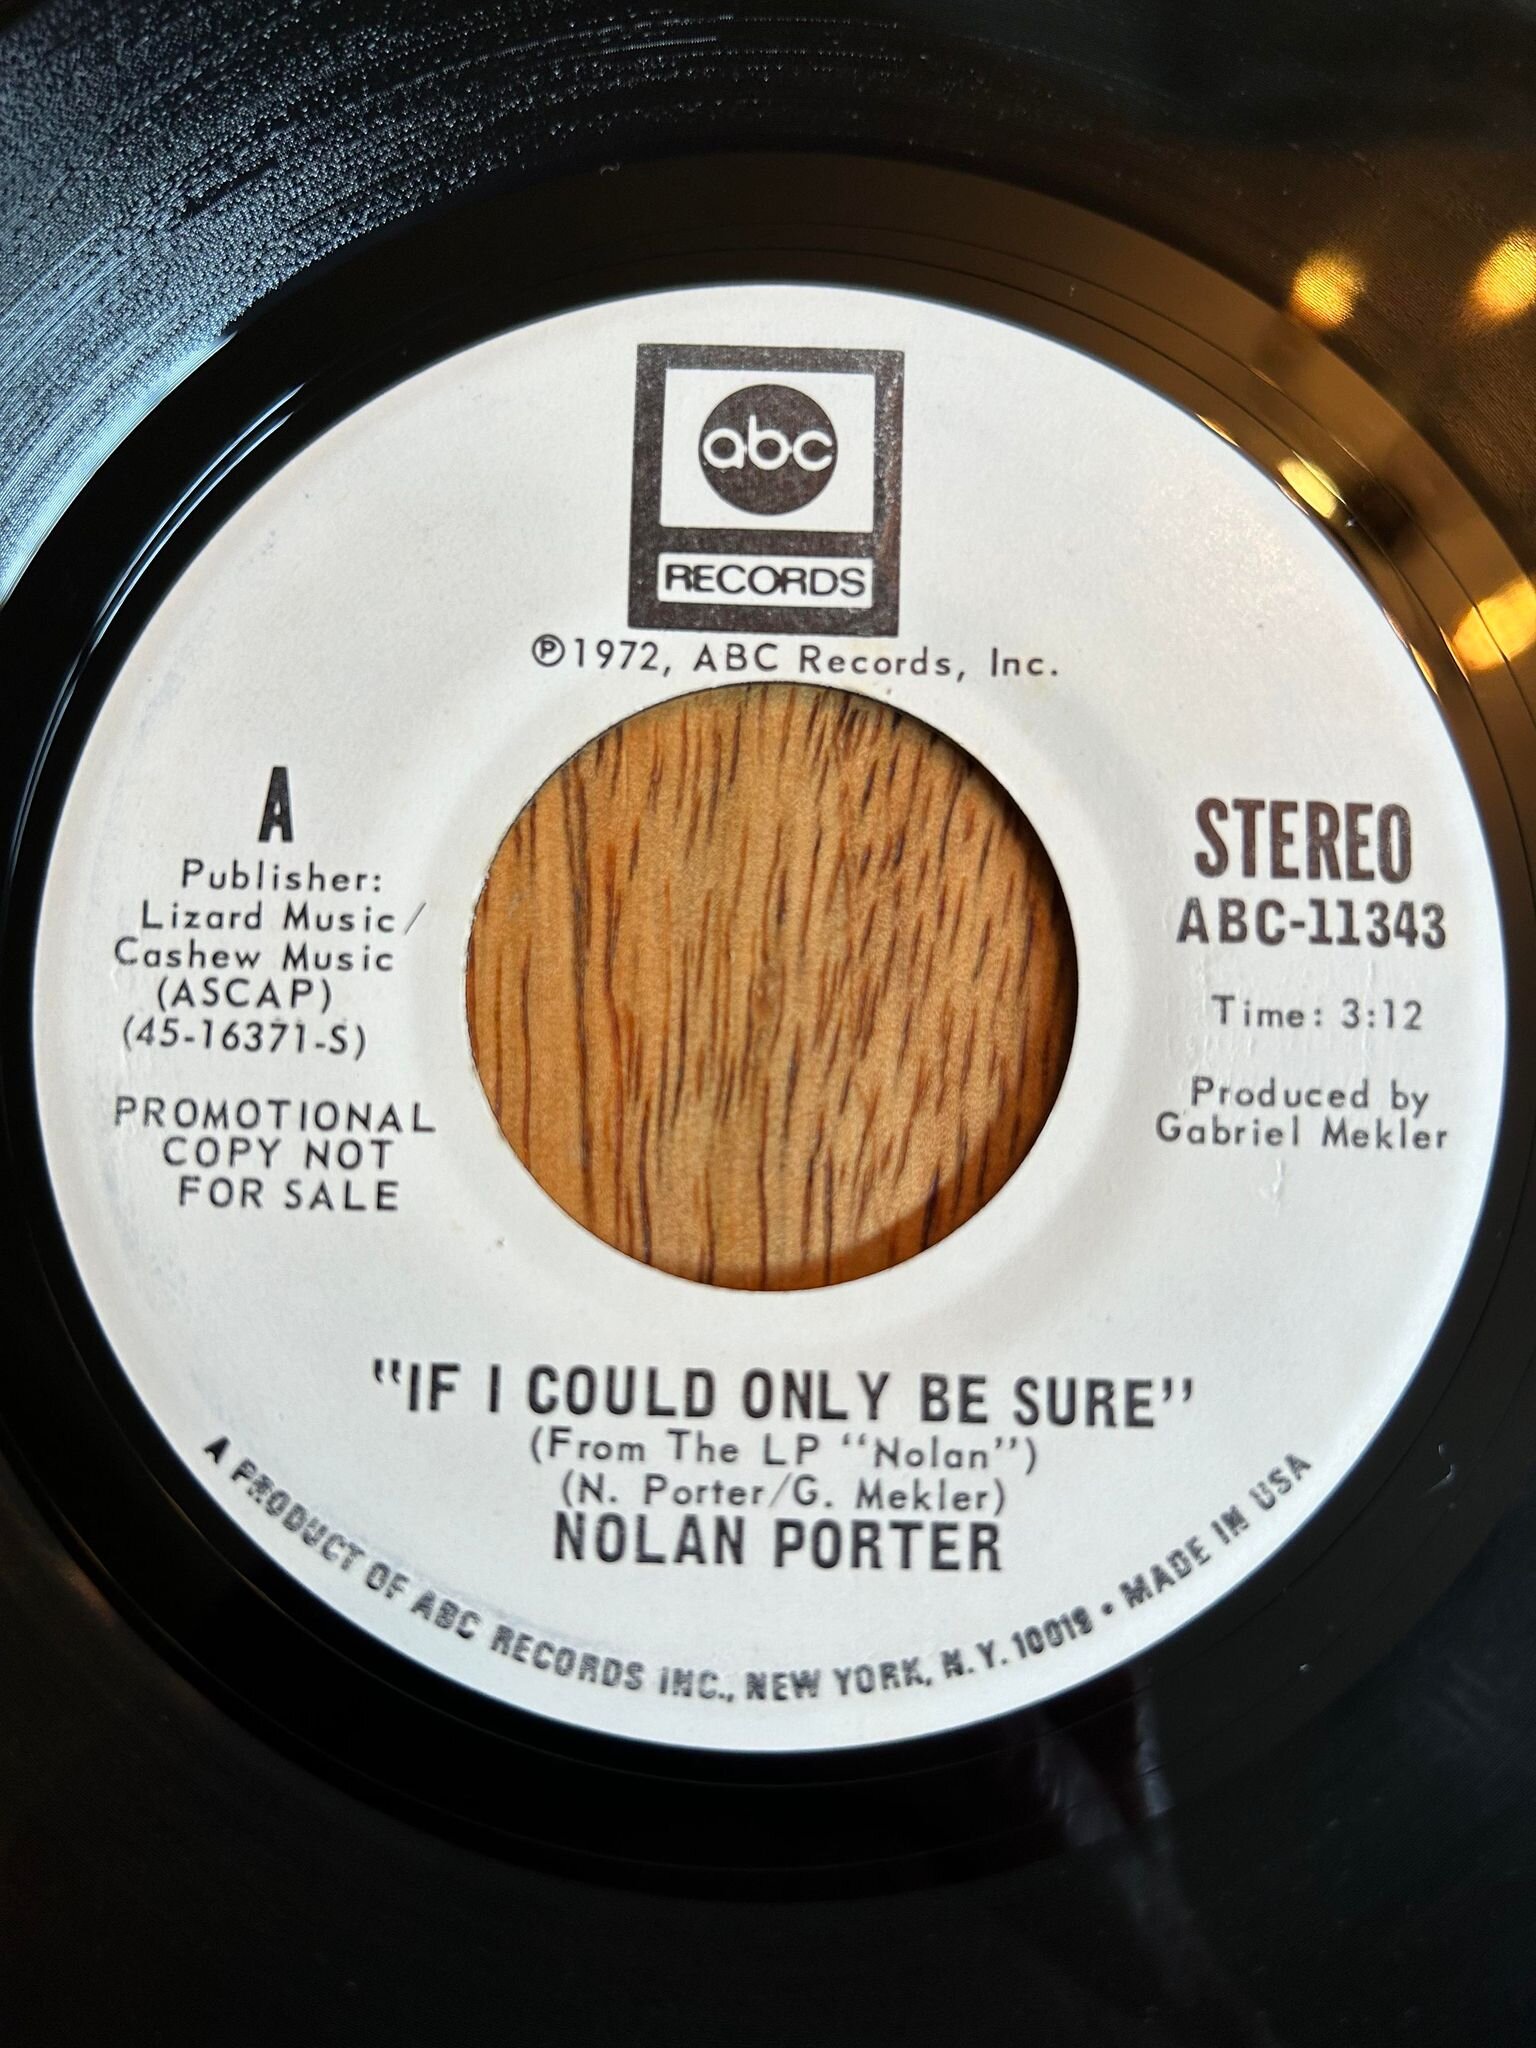 abc
RECORDS
℗1972, ABC Records, Inc.
A
Publisher:
Lizard Music/
Cashew Music
(ASCAP)
(45-16371-S)
PROMOTIONAL
COPY NOT
FOR SALE
STEREO
ABC-11343
Time: 3:12
Produced by
Gabriel Mekler
"IF I COULD ONLY BE SURE"
(From The LP "Nolan")
(N. Porter/G. Mekler)
NOLAN PORTER
A PRODUCT OF ABC RECORDS INC., NEW YORK, N.Y. 10019 • MADE IN USA